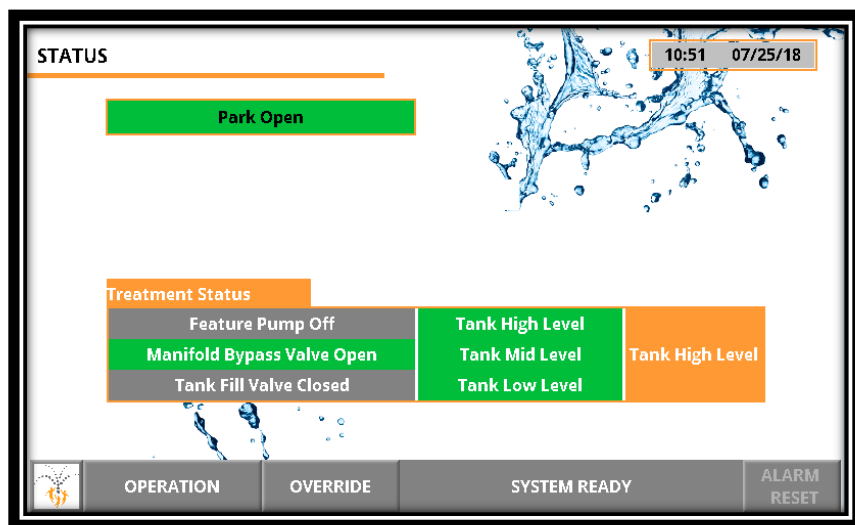 STATUS
10:51 07/25/18
Park Open
Treatment Status
Feature Pump Off
Tank High Level
Manifold Bypass Valve Open
Tank Mid Level
Tank High Level
Tank Fill Valve Closed
Tank Low Level
OPERATION
OVERRIDE
SYSTEM READY
ALARM
RESET